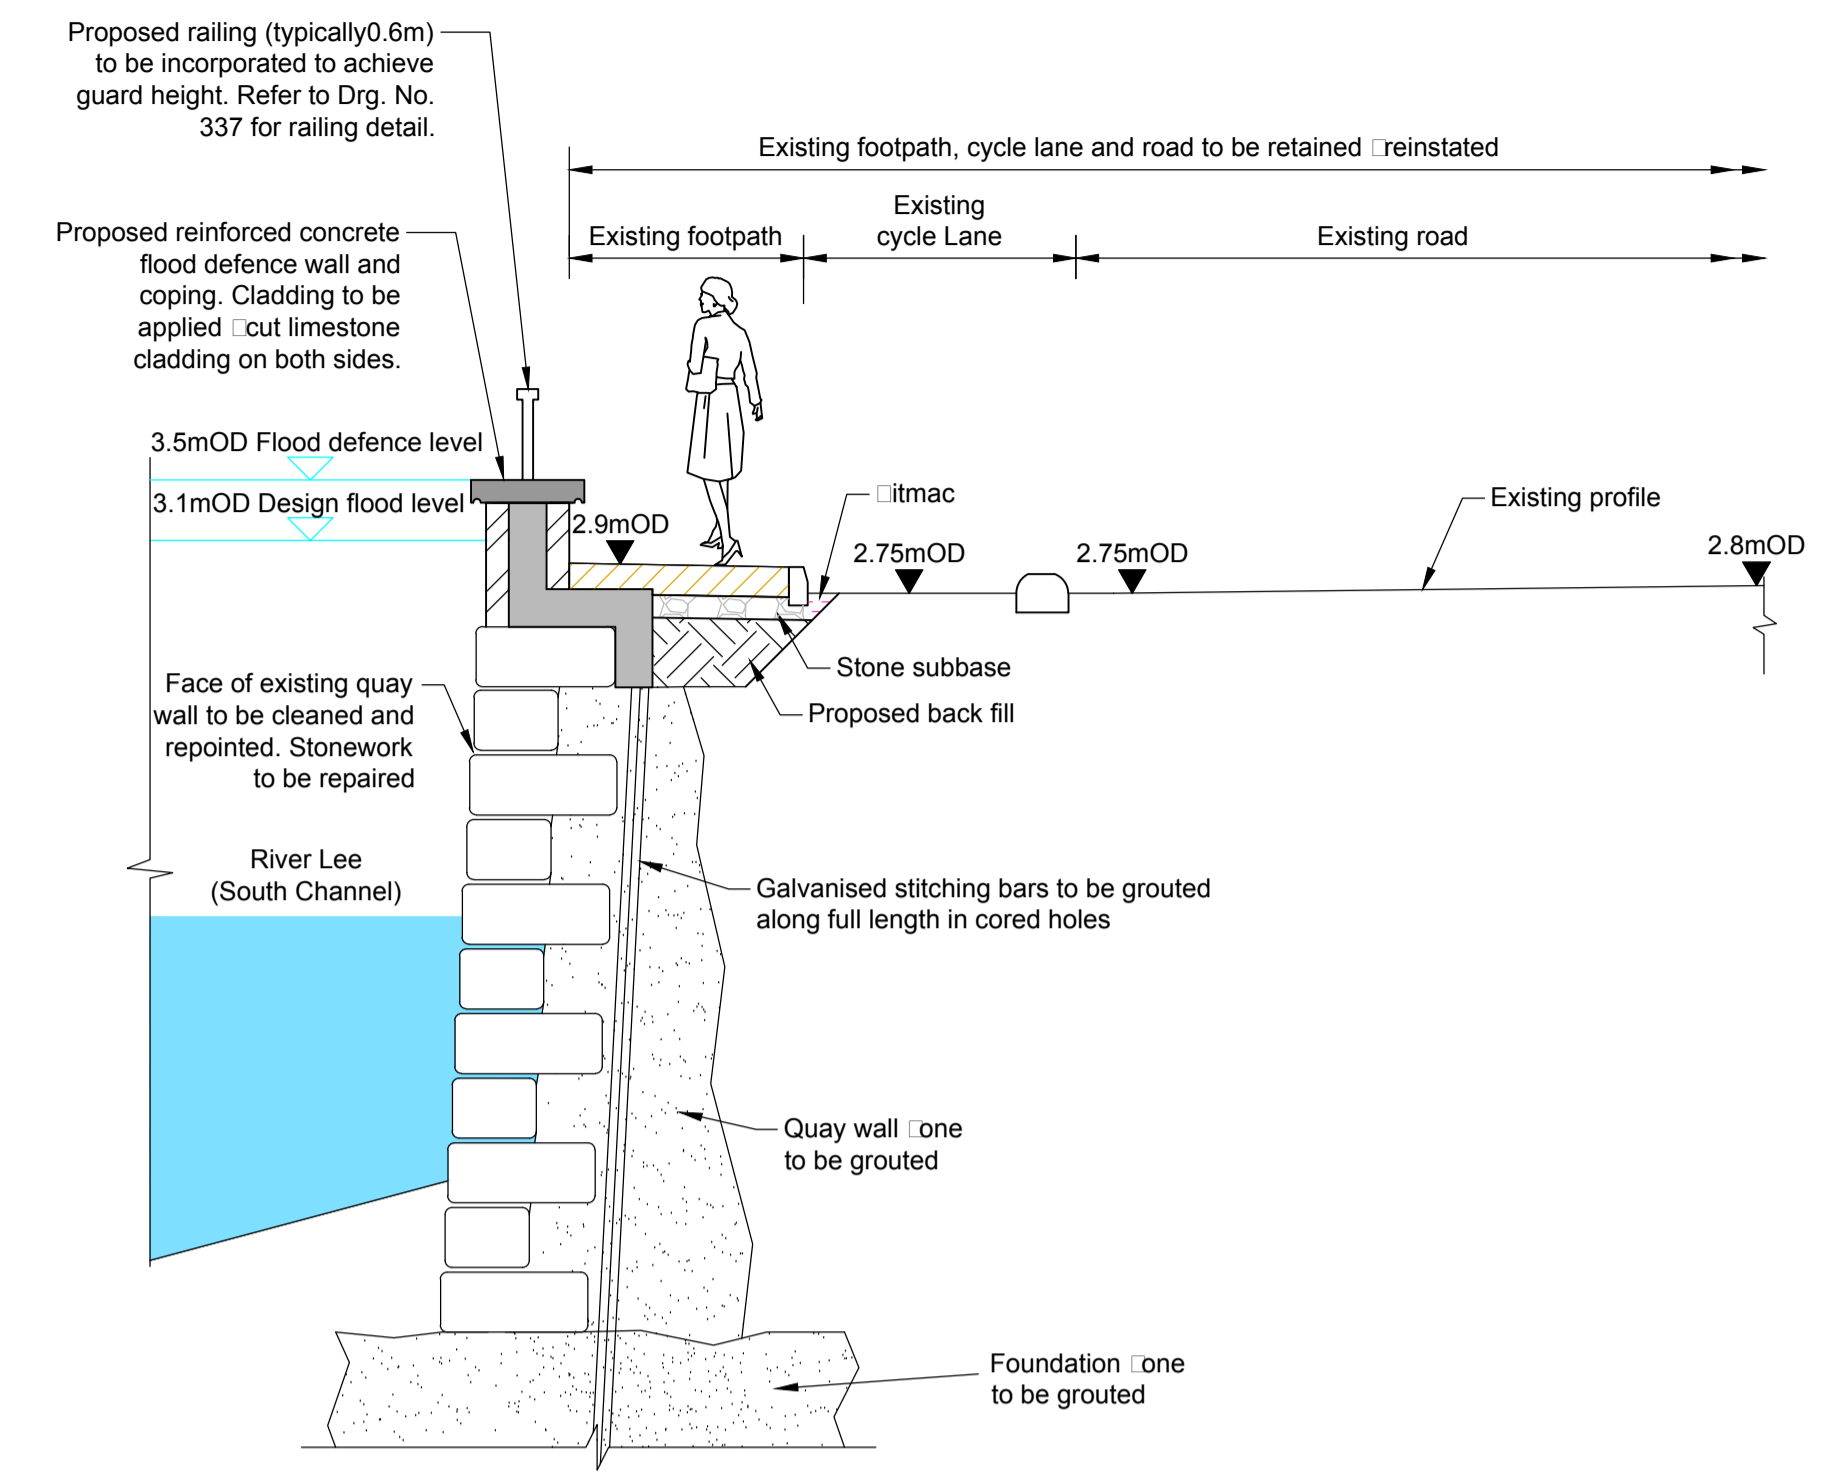 Proposed railing (typically0.6m)
to be incorporated to achieve
guard height. Refer to Drg. No.
337 for railing detail.
Existing footpath, cycle lane and road to be retained □reinstated
Existing footpath
Existing
cycle Lane
Existing road
Proposed reinforced concrete
flood defence wall and
coping. Cladding to be
applied □cut limestone
cladding on both sides.
3.5mOD Flood defence level
3.1mOD Design flood level
2.9mOD
□itmac
2.75mOD
2.75mOD
Existing profile
2.8mOD
Stone subbase
Proposed back fill
Face of existing quay
wall to be cleaned and
repointed. Stonework
to be repaired
River Lee
(South Channel)
Galvanised stitching bars to be grouted
along full length in cored holes
Quay wall □one
to be grouted
Foundation □one
to be grouted